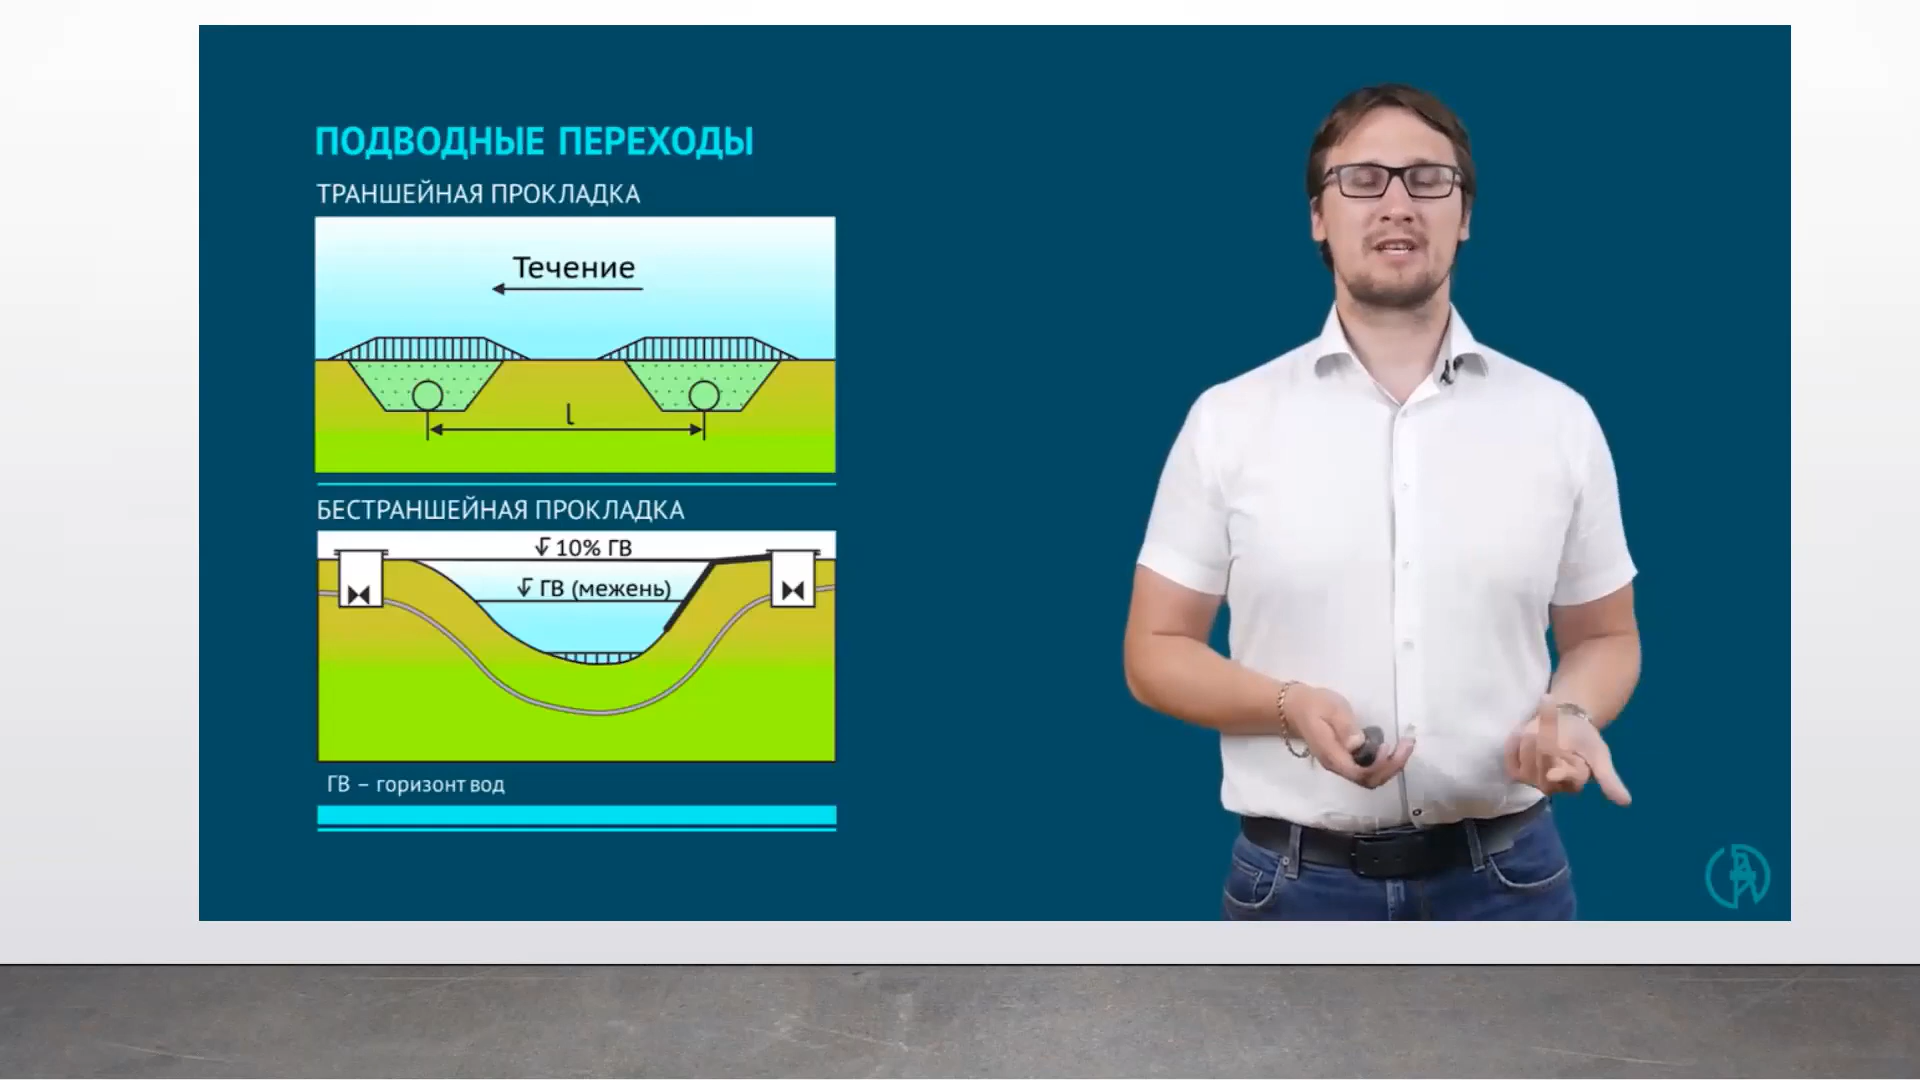 ПОДВОДНЫЕ ПЕРЕХОДЫ
ТРАНШЕЙНАЯ ПРОКЛАДКА
Течение
l
БЕСТРАНШЕЙНАЯ ПРОКЛАДКА
10% ГВ
ГВ (межень)
ГВ – горизонт вод